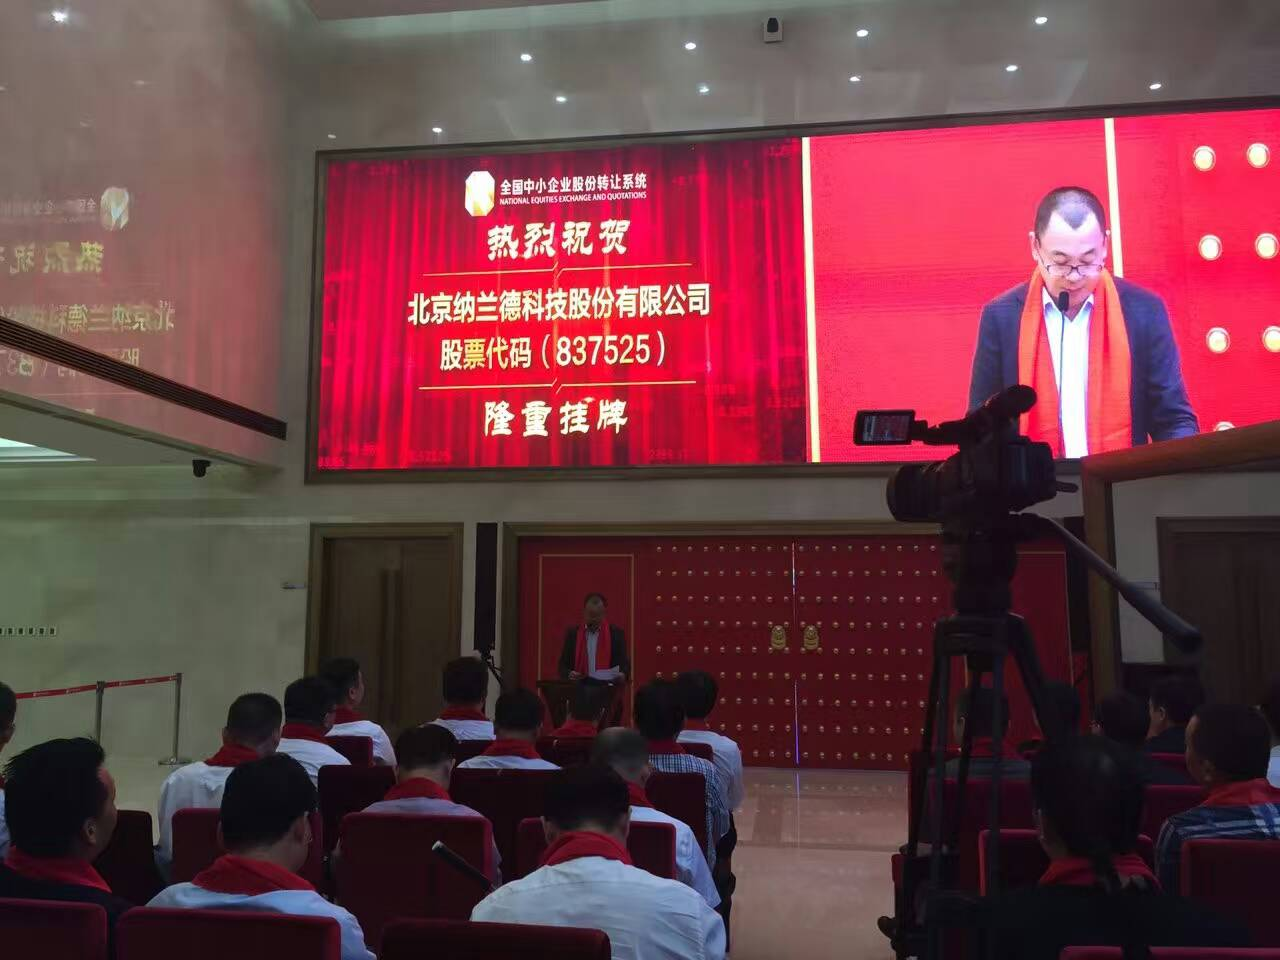 全国中小企业股份转让系统
NATIONAL EQUITIES EXCHANGE AND QUOTATIONS
热烈祝贺
北京纳兰德科技股份有限公司
股票代码（837525）
隆重挂牌